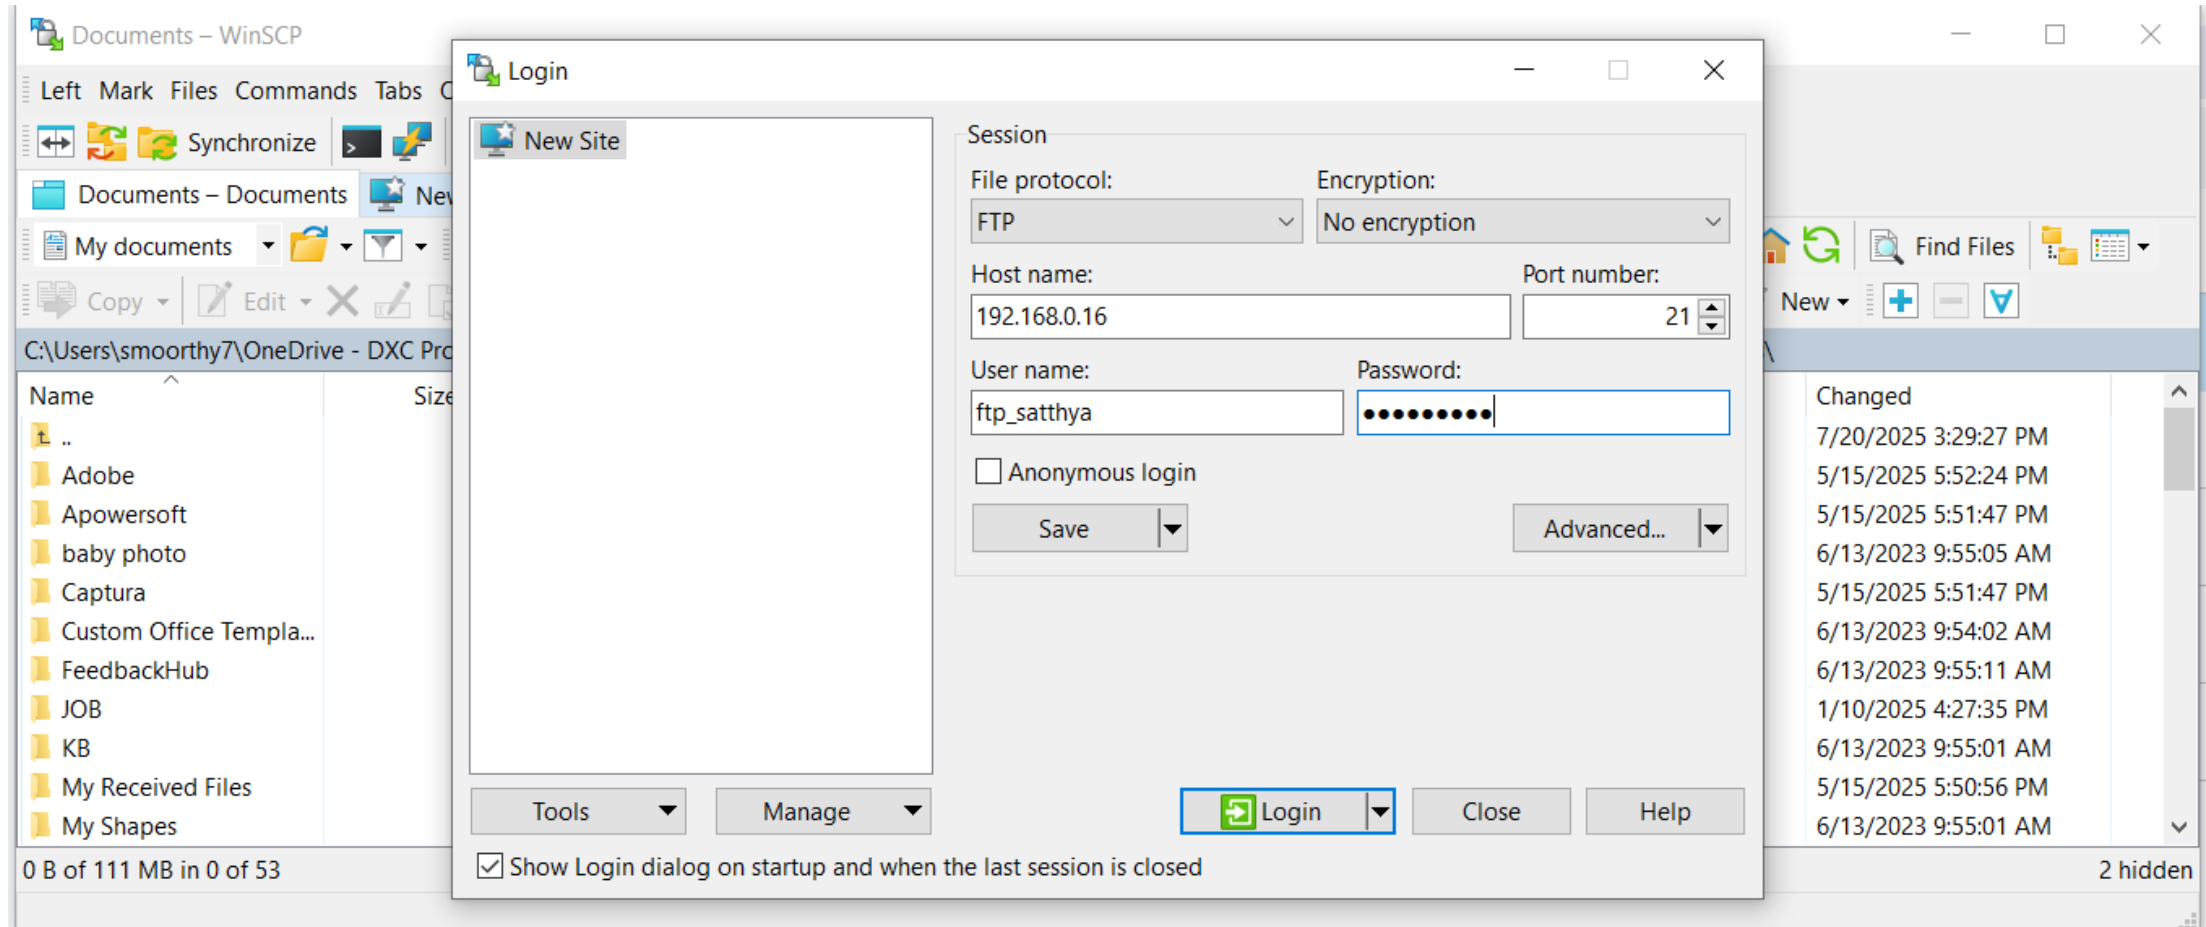 Documents – WinSCP
Login
Left Mark Files Commands Tabs
Synchronize
New Site
Session
File protocol:
Encryption:
FTP
No encryption
Documents – Documents
My documents
Find Files
Host name:
Port number:
192.168.0.16
21
Copy
Edit
New
C:\Users\smoorthy7\OneDrive - DXC
User name:
Password:
ftp_satthya
●●●●●●●●●
Name
Size
Changed
..
7/20/2025 3:29:27 PM
Adobe
5/15/2025 5:52:24 PM
Anonymous login
Apowersoft
5/15/2025 5:51:47 PM
Save
Advanced...
baby photo
6/13/2023 9:55:05 AM
Captura
5/15/2025 5:51:47 PM
Custom Office Templa...
6/13/2023 9:54:02 AM
FeedbackHub
6/13/2023 9:55:11 AM
JOB
1/10/2025 4:27:35 PM
KB
6/13/2023 9:55:01 AM
My Received Files
5/15/2025 5:50:56 PM
My Shapes
6/13/2023 9:55:01 AM
Tools
Manage
Login
Close
Help
Show Login dialog on startup and when the last session is closed
0 B of 111 MB in 0 of 53
2 hidden